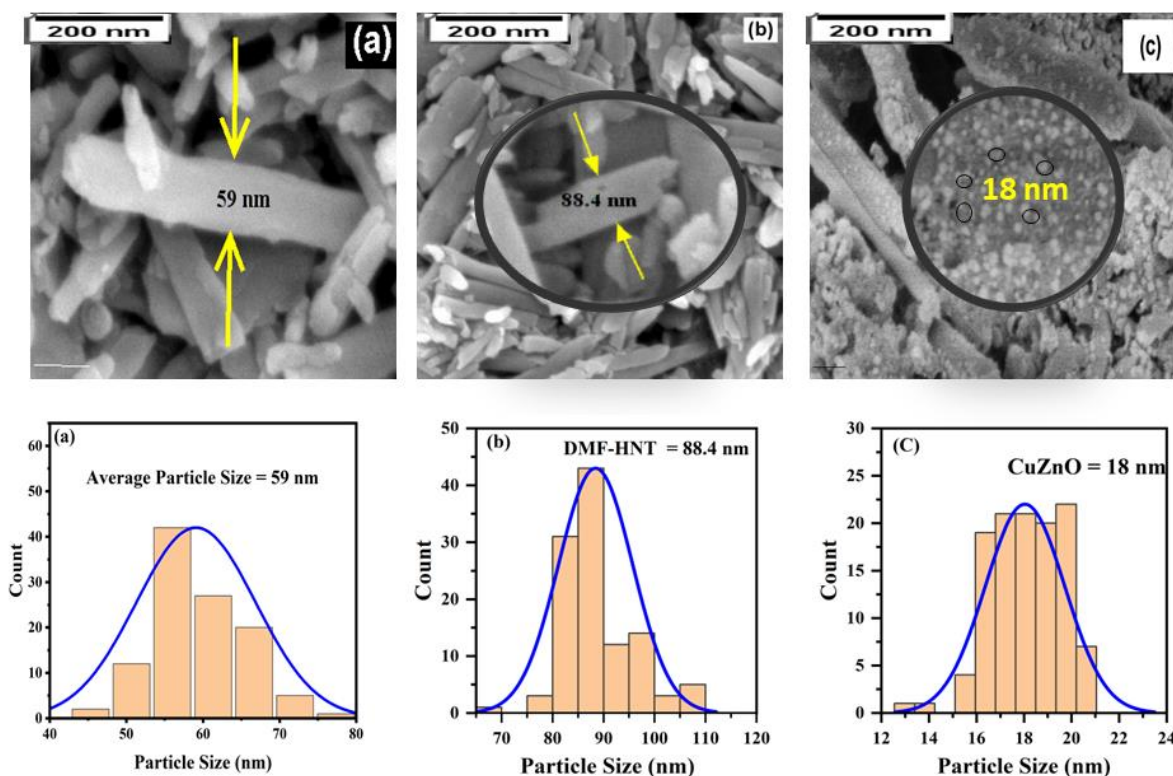 200 nm
(a)
59 nm
200 nm
(b)
88.4 nm
200 nm
(c)
18 nm
(a)
Average Particle Size = 59 nm
60
50
40
30
20
10
0
Count
40 50 60 70 80
Particle Size (nm)
(b)
DMF-HNT = 88.4 nm
50
40
30
20
10
0
Count
70 80 90 100 110 120
Particle Size (nm)
(C)
CuZnO = 18 nm
30
25
20
15
10
5
0
Count
12 14 16 18 20 22 24
Particle Size (nm)